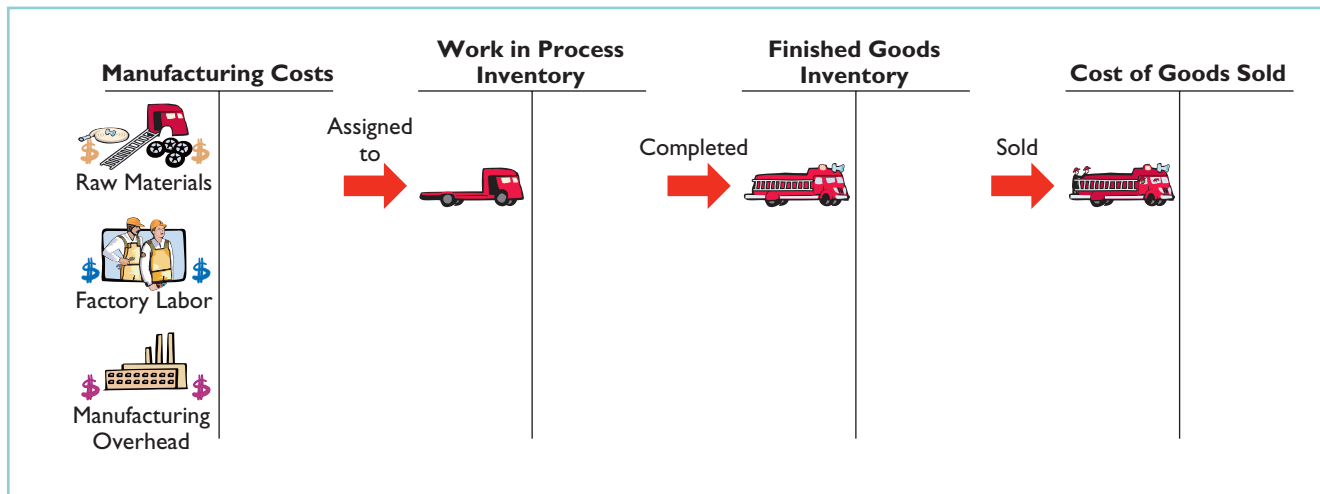 Manufacturing Costs
Work in Process
Inventory
Finished Goods
Inventory
Cost of Goods Sold
$ $
Raw Materials
$ $
Factory Labor
$ $
Manufacturing
Overhead
Assigned
to
Completed
Sold